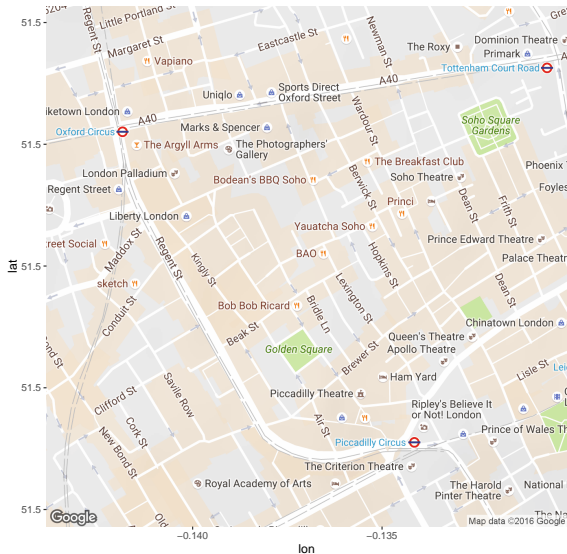 5204
Little Portland St
Regent St
Margaret St
Eastcastle St
Newman St
The Roxy
Dominion Theatre
Primark
Tottenham Court Road
Vapiano
A40
Uniqlo
Sports Direct
Oxford Street
iketown London
A40
Oxford Circus
Marks & Spencer
Wardour St
Soho Square
Gardens
The Argyll Arms
The Photographers'
Gallery
The Breakfast Club
Phoenix T
London Palladium
Regent Street
Bodean's BBQ Soho
Berwick St
Soho Theatre
Foyles
Princi
Dean St
Frith St
Liberty London
Yauatcha Soho
Prince Edward Theatre
treet Social
Maddox St
Regent St
Kingly St
BAO
Hopkins St
Palace Theat
sketch
Lexington St
Dean St
Conduit St
Bob Bob Ricard
Bridle Ln
Chinatown London
Beak St
Golden Square
Brewer St
Queen's Theatre
Apollo Theatre
Lisle St
Lei
Ham Yard
Clifford St
Savile Row
Piccadilly Theatre
Ripley's Believe It
or Not! London
Cork St
Air St
New Bond St
Piccadilly Circus
Prince of Wales Th
The Criterion Theatre
Royal Academy of Arts
The Harold
Pinter Theatre
National
Old
The Na
Google
Map data ©2016 Google
51.5
51.5
51.5
51.5
51.5
lat
−0.140
−0.135
lon